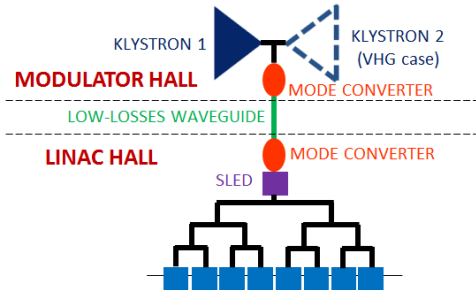 KLYSTRON 1
KLYSTRON 2
(VHG case)
MODULATOR HALL
MODE CONVERTER
LOW-LOSSES WAVEGUIDE
LINAC HALL
MODE CONVERTER
SLED